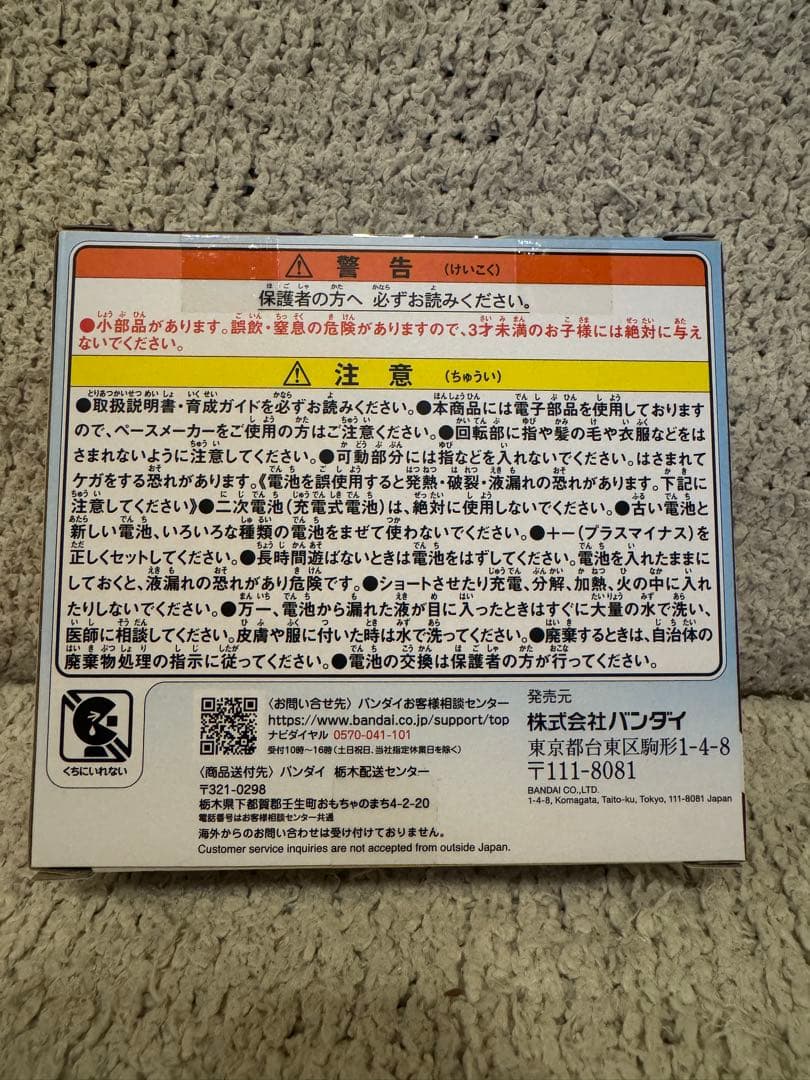 ⚠ 警告 (けいこく)
保護者の方へ 必ずお読みください。
●小部品があります。誤飲・窒息の危険がありますので、3才未満のお子様には絶対に与え
ないでください。
⚠ 注意 (ちゅうい)
●取扱説明書・育成ガイドを必ずお読みください。●本商品には電子部品を使用しております
ので、ペースメーカーをご使用の方はご注意ください。●回転部に指や髪の毛や衣服などをは
さまれないように注意してください。●可動部分には指などを入れないでください。はさまれて
ケガをする恐れがあります。《電池を誤使用すると発熱・破裂・液漏れの恐れがあります。下記に
注意してください》●二次電池(充電式電池)は、絶対に使用しないでください。●古い電池と
新しい電池、いろいろな種類の電池をまぜて使わないでください。●+−(プラスマイナス)を
正しくセットしてください。●長時間遊ばないときは電池をはずしてください。電池を入れたままに
しておくと、液漏れの恐れがあり危険です。●ショートさせたり充電、分解、加熱、火の中に入れ
たりしないでください。●万一、電池から漏れた液が目に入ったときはすぐに大量の水で洗い、
医師に相談してください。皮膚や服に付いた時は水で洗ってください。●廃棄するときは、自治体の
廃棄物処理の指示に従ってください。●電池の交換は保護者の方が行ってください。
くちにいれない
〈お問い合せ先〉バンダイお客様相談センター
https://www.bandai.co.jp/support/top
ナビダイヤル 0570-041-101
受付10時〜16時(土日祝日、当社指定休業日を除く)
〈商品送付先〉バンダイ 栃木配送センター
〒321-0298
栃木県下都賀郡壬生町おもちゃのまち4-2-20
電話番号はお客様相談センター共通
海外からのお問い合わせは受け付けておりません。
Customer service inquiries are not accepted from outside Japan.
発売元
株式会社バンダイ
東京都台東区駒形1-4-8
〒111-8081
BANDAI CO.,LTD.
1-4-8, Komagata, Taito-ku, Tokyo, 111-8081 Japan